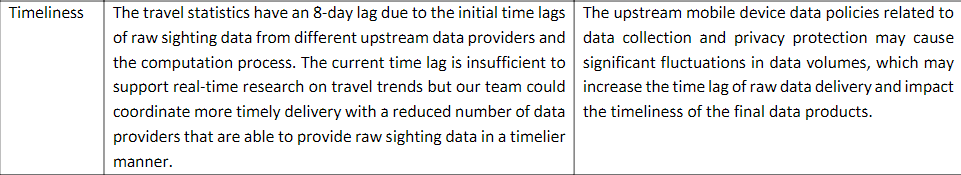 Timeliness
The travel statistics have an 8-day lag due to the initial time lags
of raw sighting data from different upstream data providers and
the computation process. The current time lag is insufficient to
support real-time research on travel trends but our team could
coordinate more timely delivery with a reduced number of data
providers that are able to provide raw sighting data in a timelier
manner.
The upstream mobile device data policies related to
data collection and privacy protection may cause
significant fluctuations in data volumes, which may
increase the time lag of raw data delivery and impact
the timeliness of the final data products.